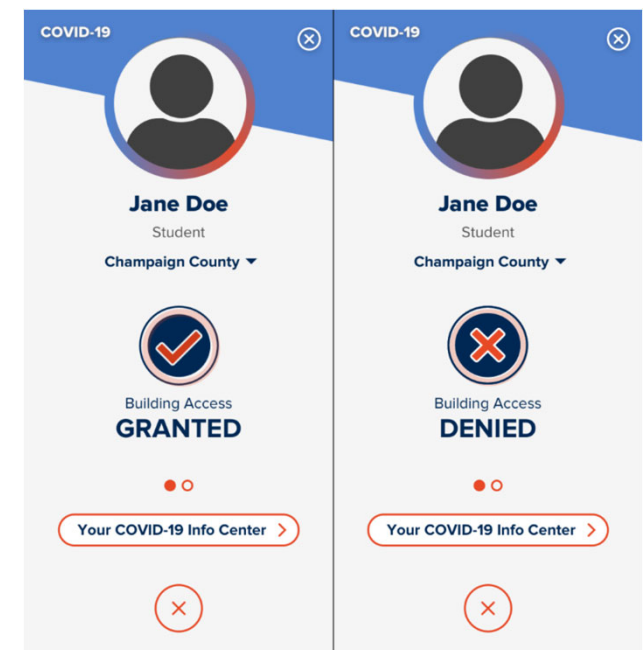 COVID-19
Jane Doe
Student
Champaign County
Building Access
GRANTED
Your COVID-19 Info Center
COVID-19
Jane Doe
Student
Champaign County
Building Access
DENIED
Your COVID-19 Info Center